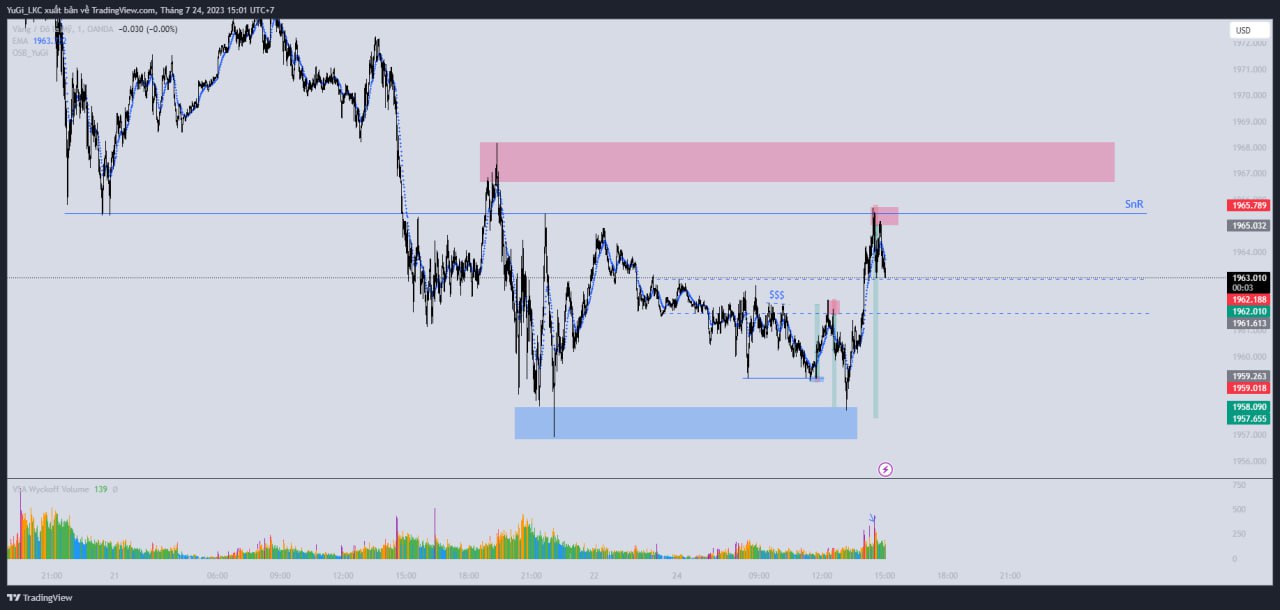 YuGi_LKC xuất bản về TradingView.com, Tháng 7 24, 2023 15:01 UTC+7
1, OANDA −0.030 (−0.00%)
EMA
OSB_YuGi
USD
1972.000
1971.000
1970.000
1969.000
1968.000
1967.000
SnR
1965.789
1965.032
1964.000
1963.010
00:03
$$$
1962.188
1962.010
1961.613
1960.000
1959.263
1959.018
1958.090
1957.655
1957.000
1956.000
VSA Wyckoff Volume 139 0
750
500
250
0
21:00 21 06:00 09:00 12:00 15:00 18:00 21:00 22 24 09:00 12:00 15:00 18:00 21:00
TradingView